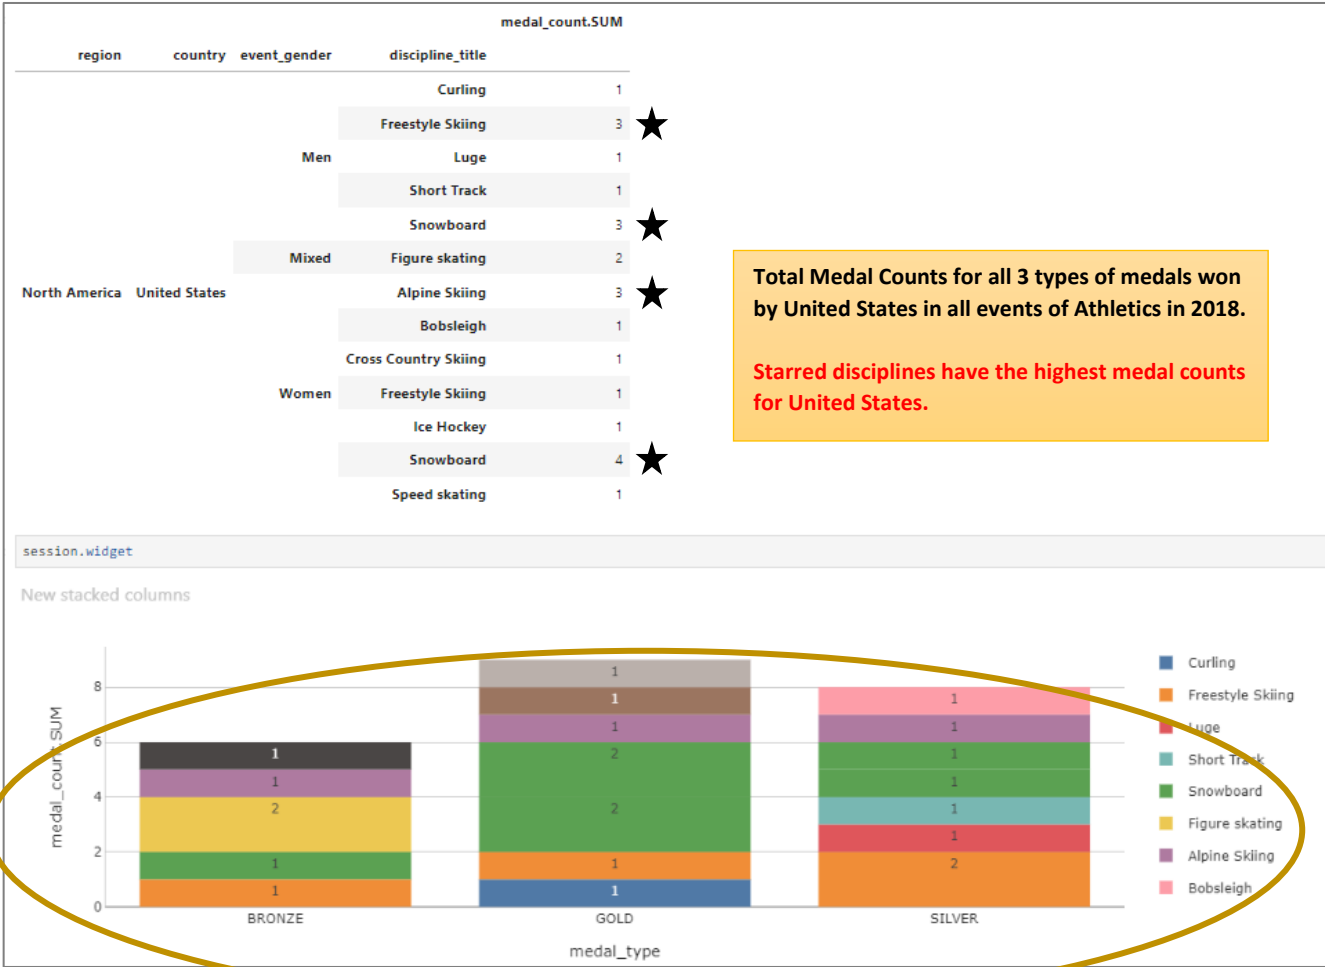 medal_count.SUM
region country event_gender discipline_title
Curling 1
Freestyle Skiing 3
Men Luge 1
Short Track 1
Snowboard 3
Mixed Figure skating 2
North America United States Alpine Skiing 3
Bobsleigh 1
Cross Country Skiing 1
Women Freestyle Skiing 1
Ice Hockey 1
Snowboard 4
Speed skating 1
Total Medal Counts for all 3 types of medals won
by United States in all events of Athletics in 2018.
Starred disciplines have the highest medal counts
for United States.
session.widget
New stacked columns
medal_count.SUM
8
6
4
2
0
1
1
2
1
1
BRONZE
1
1
1
2
2
1
1
GOLD
1
1
1
1
1
1
2
SILVER
medal_type
Curling
Freestyle Skiing
Luge
Short Track
Snowboard
Figure skating
Alpine Skiing
Bobsleigh